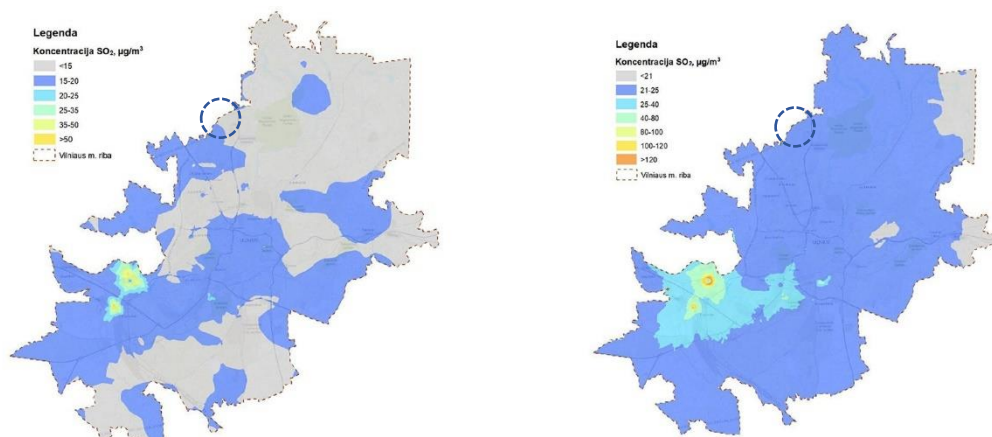 Legenda
Koncentracija SO₂, µg/m³
<15
15-20
20-25
25-35
35-50
>50
Vilniaus m. riba
Legenda
Koncentracija SO₂, µg/m³
<21
21-25
25-40
40-80
80-100
100-120
>120
Vilniaus m. riba